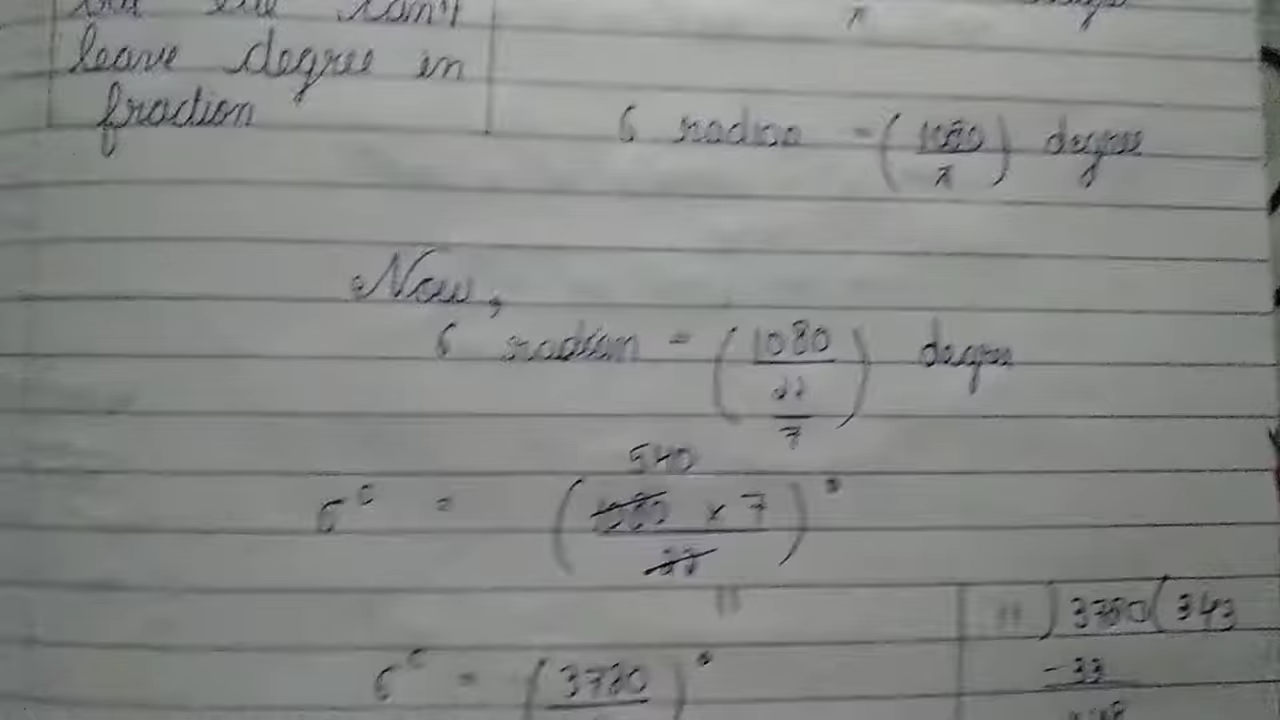 leave degree in
fraction
6 radian = (1080/π) degree
Now,
6 radian = (1080/(22/7)) degree
540
6ᶜ = (1080 × 7/22)°
11
11)3780(343
6ᶜ = (3780/
-33